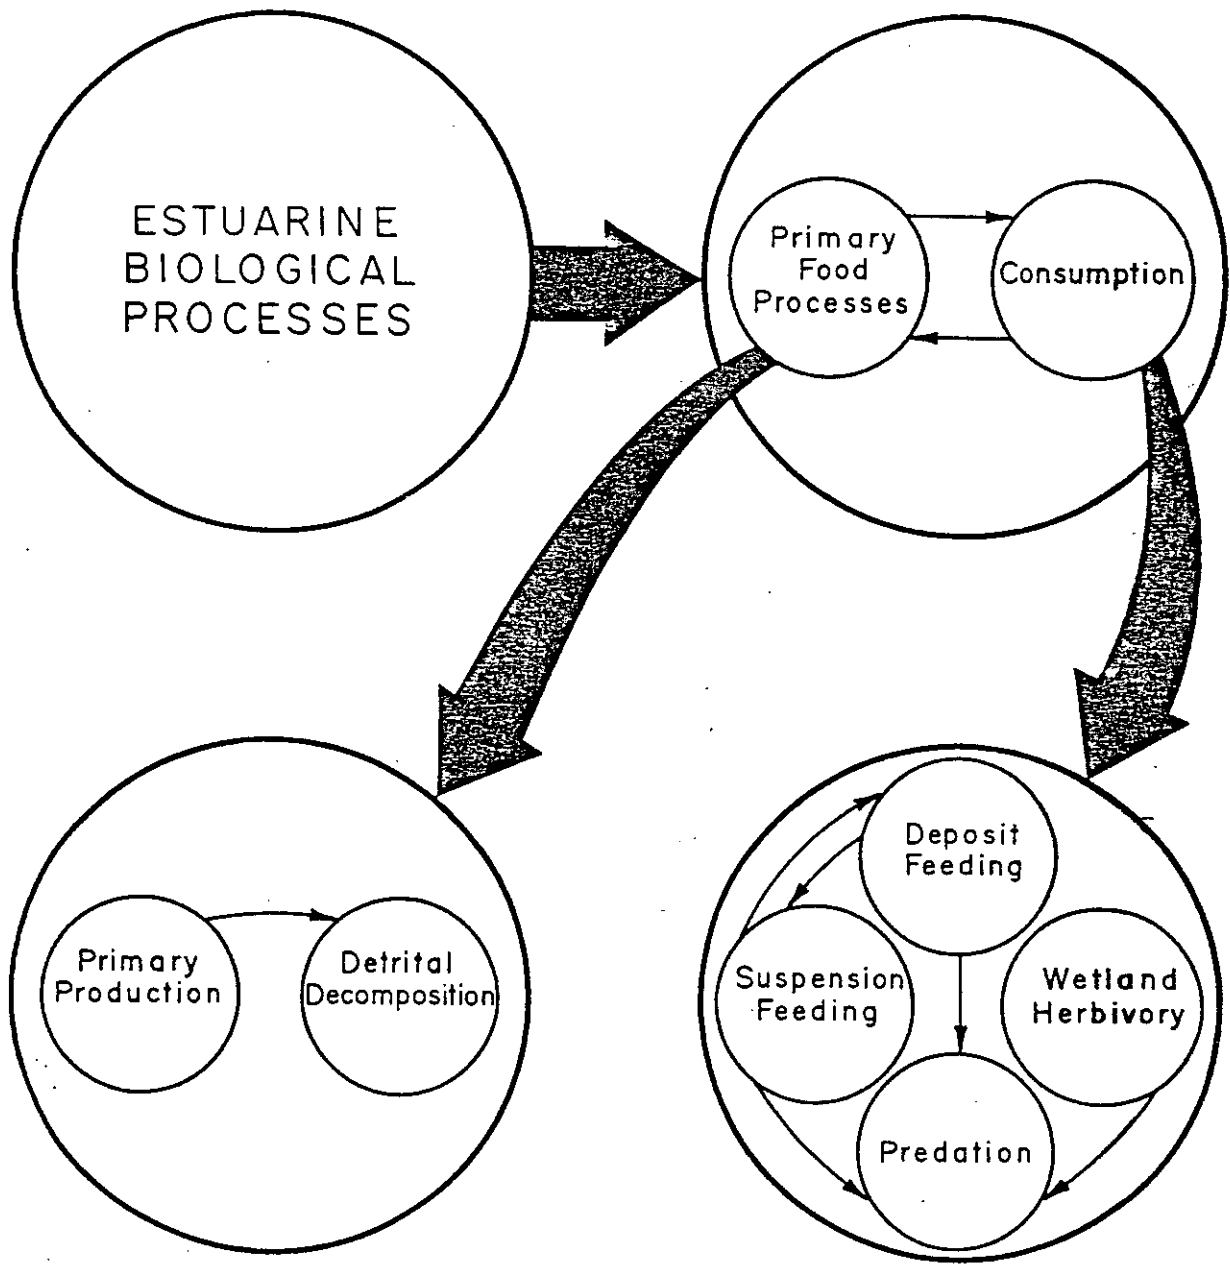 ESTUARINE
BIOLOGICAL
PROCESSES
Primary
Food
Processes
Consumption
Primary
Production
Detrital
Decomposition
Deposit
Feeding
Suspension
Feeding
Wetland
Herbivory
Predation